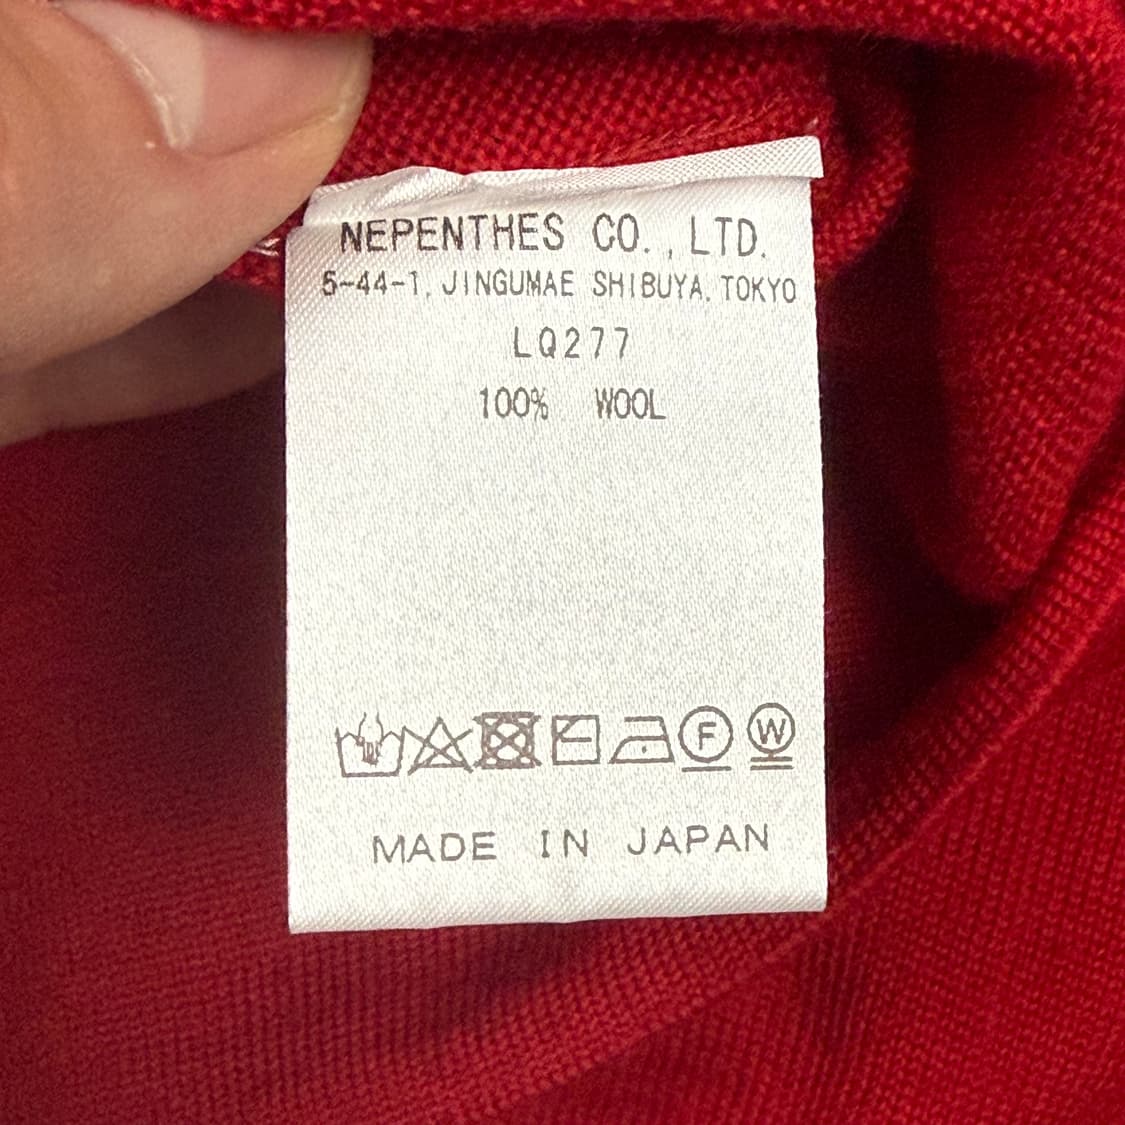 NEPENTHES CO.,LTD.
5-44-1, JINGUMAE SHIBUYA, TOKYO
LQ277
100% WOOL
F W
MADE IN JAPAN